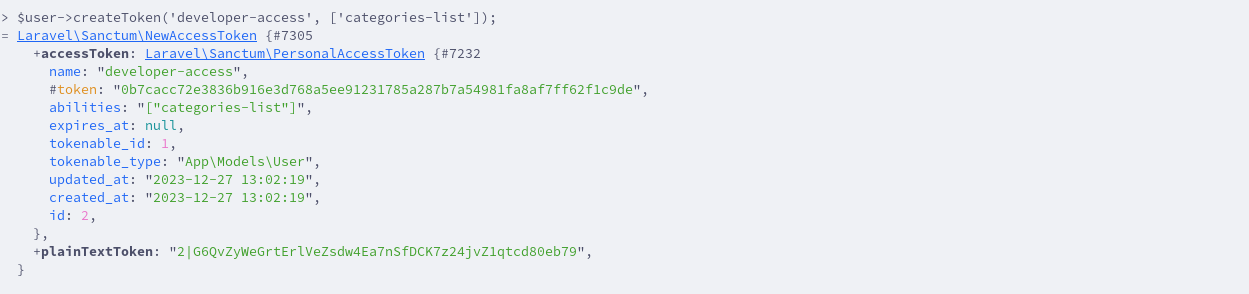 > $user->createToken('developer-access', ['categories-list']);
= Laravel\Sanctum\NewAccessToken {#7305
+accessToken: Laravel\Sanctum\PersonalAccessToken {#7232
name: "developer-access",
#token: "0b7cacc72e3836b916e3d768a5ee91231785a287b7a54981fa8af7ff62f1c9de",
abilities: "["categories-list"]",
expires_at: null,
tokenable_id: 1,
tokenable_type: "App\Models\User",
updated_at: "2023-12-27 13:02:19",
created_at: "2023-12-27 13:02:19",
id: 2,
},
+plainTextToken: "2|G6QvZyWeGrtErlVeZsdw4Ea7nSfDCK7z24jvZ1qtcd80eb79",
}